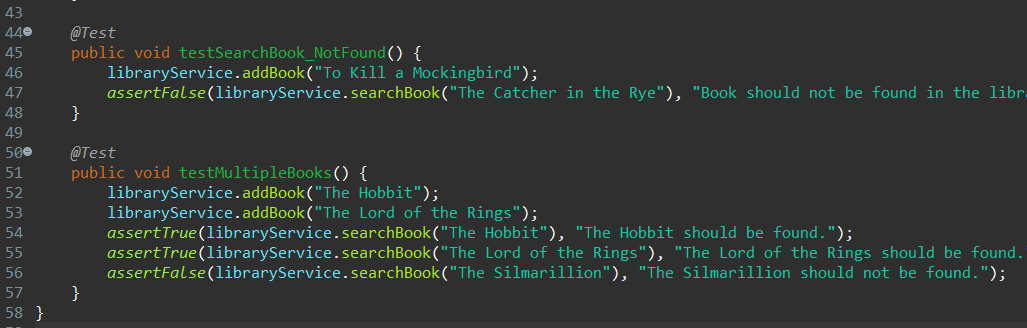 43
44 @Test
45 public void testSearchBook_NotFound() {
46 libraryService.addBook("To Kill a Mockingbird");
47 assertFalse(libraryService.searchBook("The Catcher in the Rye"), "Book should not be found in the libr
48 }
49
50 @Test
51 public void testMultipleBooks() {
52 libraryService.addBook("The Hobbit");
53 libraryService.addBook("The Lord of the Rings");
54 assertTrue(libraryService.searchBook("The Hobbit"), "The Hobbit should be found.");
55 assertTrue(libraryService.searchBook("The Lord of the Rings"), "The Lord of the Rings should be found.
56 assertFalse(libraryService.searchBook("The Silmarillion"), "The Silmarillion should not be found.");
57 }
58 }